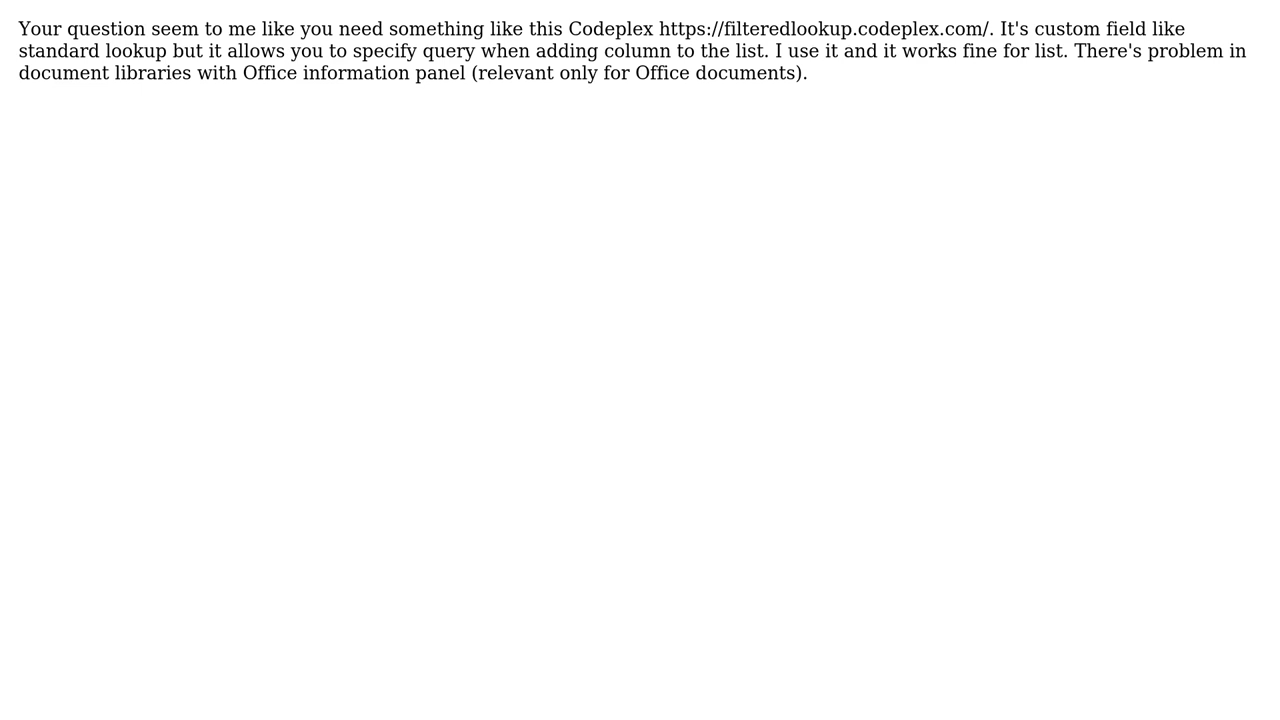 Your question seem to me like you need something like this Codeplex https://filteredlookup.codeplex.com/. It's custom field like
standard lookup but it allows you to specify query when adding column to the list. I use it and it works fine for list. There's problem in
document libraries with Office information panel (relevant only for Office documents).